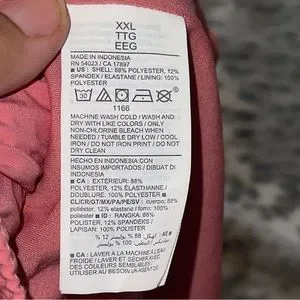 XXL
TTG
EEG
MADE IN INDONESIA
RN 54023 / CA 17897
■ US : SHELL: 88% POLYESTER, 12%
SPANDEX / ELASTANE / LINING: 100%
POLYESTER
30
1166
MACHINE WASH COLD / WASH AND
DRY WITH LIKE COLORS / ONLY
NON-CHLORINE BLEACH WHEN
NEEDED / TUMBLE DRY LOW / COOL
IRON / DO NOT IRON PRINT / DO NOT
DRY CLEAN
HECHO EN INDONESIA CON
INSUMOS IMPORTADOS / DIBUAT DI
INDONESIA
■ CA : EXTÉRIEUR: 88%
POLYESTER, 12% ÉLASTHANNE /
DOUBLURE: 100% POLYESTER ■
CL/CR/GT/MX/PA/PE/SV : cuerpo: 88%
poliéster, 12% elastano / forro: 100%
poliéster ■ ID : RANGKA: 88%
POLIESTER, 12% SPANDEKS /
LAPISAN: 100% POLISTER
■ CA : LAVER À LA MACHINE À L'EAU
FROIDE / LAVER ET SÉCHER AVEC
DES COULEURS SIMILAIRES / AU
BESOIN UTILISER UN AGENT